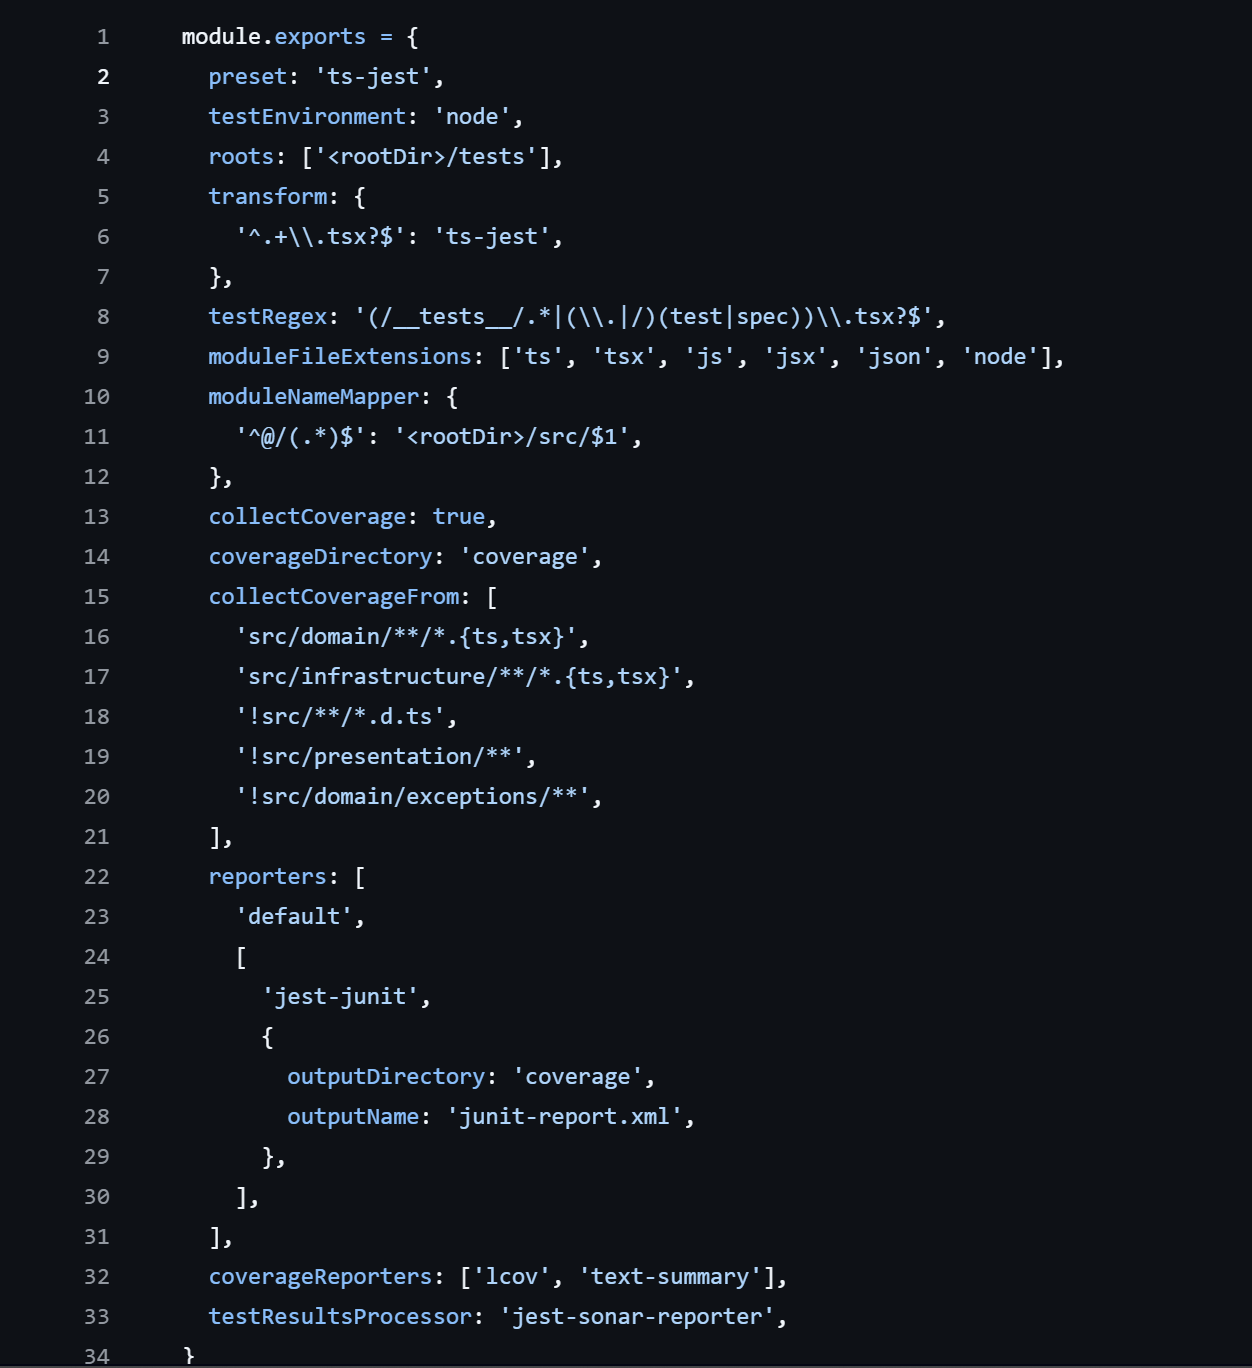 1 module.exports = {
2 preset: 'ts-jest',
3 testEnvironment: 'node',
4 roots: ['<rootDir>/tests'],
5 transform: {
6 '^.+\\.tsx?$': 'ts-jest',
7 },
8 testRegex: '(/__tests__/.*|(\\.|/)(test|spec))\\.tsx?$',
9 moduleFileExtensions: ['ts', 'tsx', 'js', 'jsx', 'json', 'node'],
10 moduleNameMapper: {
11 '^@/(.*)$': '<rootDir>/src/$1',
12 },
13 collectCoverage: true,
14 coverageDirectory: 'coverage',
15 collectCoverageFrom: [
16 'src/domain/**/*.{ts,tsx}',
17 'src/infrastructure/**/*.{ts,tsx}',
18 '!src/**/*.d.ts',
19 '!src/presentation/**',
20 '!src/domain/exceptions/**',
21 ],
22 reporters: [
23 'default',
24 [
25 'jest-junit',
26 {
27 outputDirectory: 'coverage',
28 outputName: 'junit-report.xml',
29 },
30 ],
31 ],
32 coverageReporters: ['lcov', 'text-summary'],
33 testResultsProcessor: 'jest-sonar-reporter',
34 }